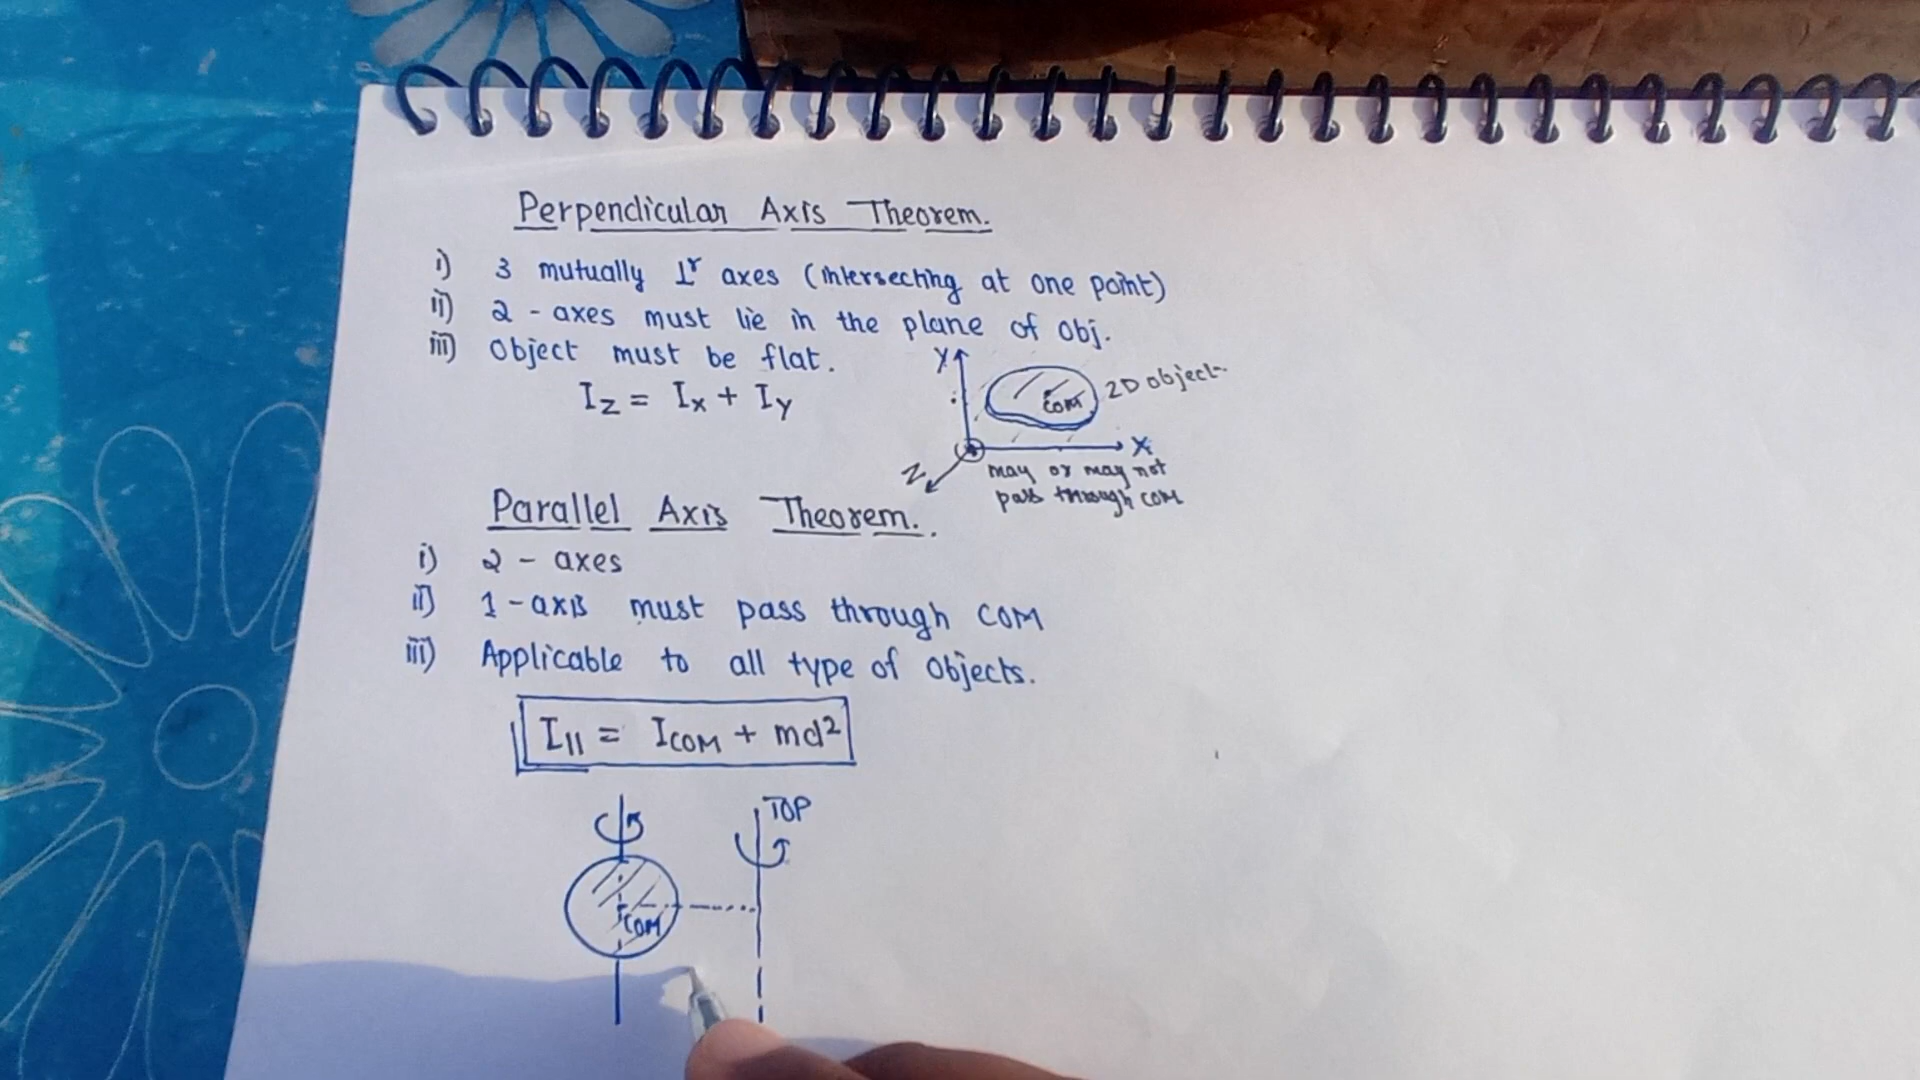 Perpendicular Axis Theorem.
i) 3 mutually ⊥r axes (intersecting at one point)
ii) 2 - axes must lie in the plane of obj.
iii) Object must be flat.
Iz = Ix + Iy
Y
COM
2D object
X
Z
may or may not
pass through COM
Parallel Axis Theorem.
i) 2 - axes
ii) 1 - axis must pass through COM
iii) Applicable to all type of Objects.
I|| = ICOM + md²
TOP
COM